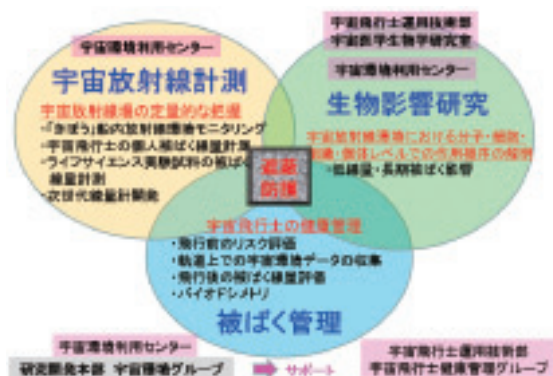 宇宙環境利用センター
宇宙放射線計測
宇宙放射線場の定量的な把握
・「きぼう」船内放射線環境モニタリング
・宇宙飛行士の個人被ばく線量計測
・ライフサイエンス実験試料の被ばく
線量計測
・次世代線量計開発
宇宙飛行士運用技術部
宇宙医学生物学研究室
宇宙環境利用センター
生物影響研究
宇宙放射線環境における分子・細胞・
組織・個体レベルでの作用機序の解明
・低線量・長期被ばく影響
遮蔽
防護
宇宙飛行士の健康管理
・飛行前のリスク評価
・軌道上での宇宙環境データの収集
・飛行後の被ばく線量評価
・バイオドシメトリ
被ばく管理
宇宙環境利用センター
研究開発本部 宇宙環境グループ
サポート
宇宙飛行士運用技術部
宇宙飛行士健康管理グループ